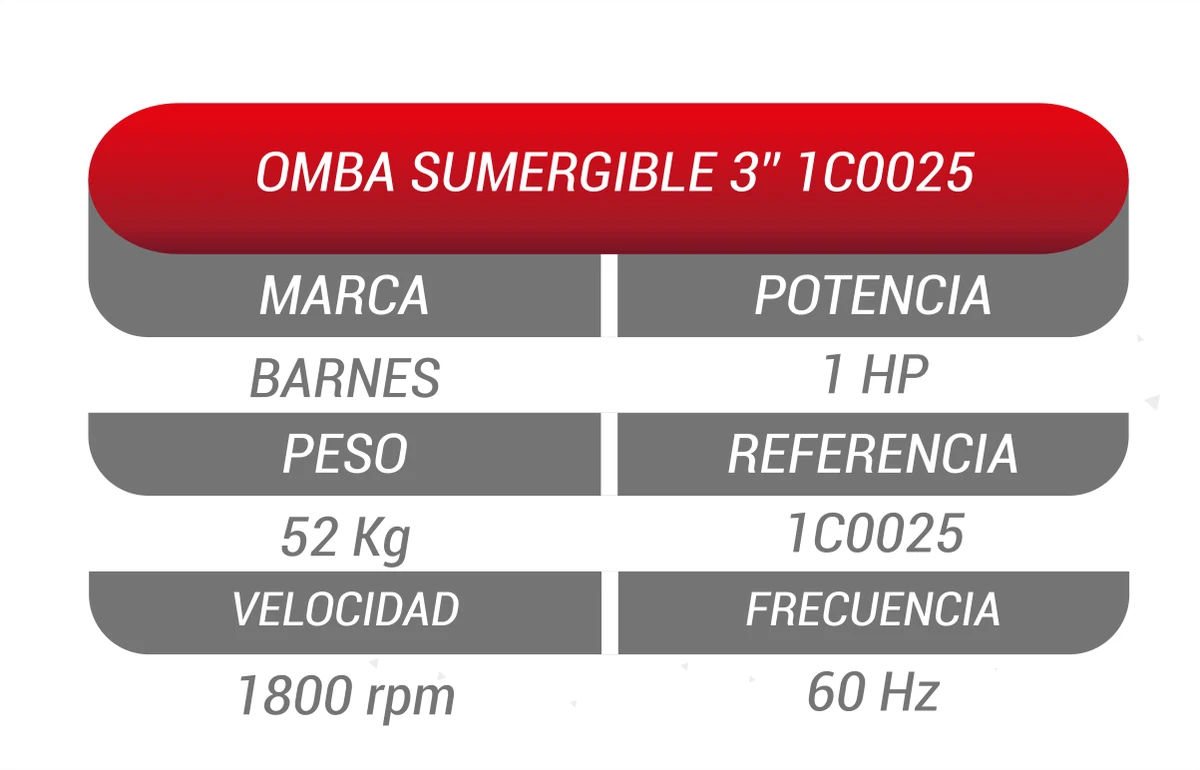 OMBA SUMERGIBLE 3" 1C0025
MARCA POTENCIA
BARNES 1 HP
PESO REFERENCIA
52 Kg 1C0025
VELOCIDAD FRECUENCIA
1800 rpm 60 Hz